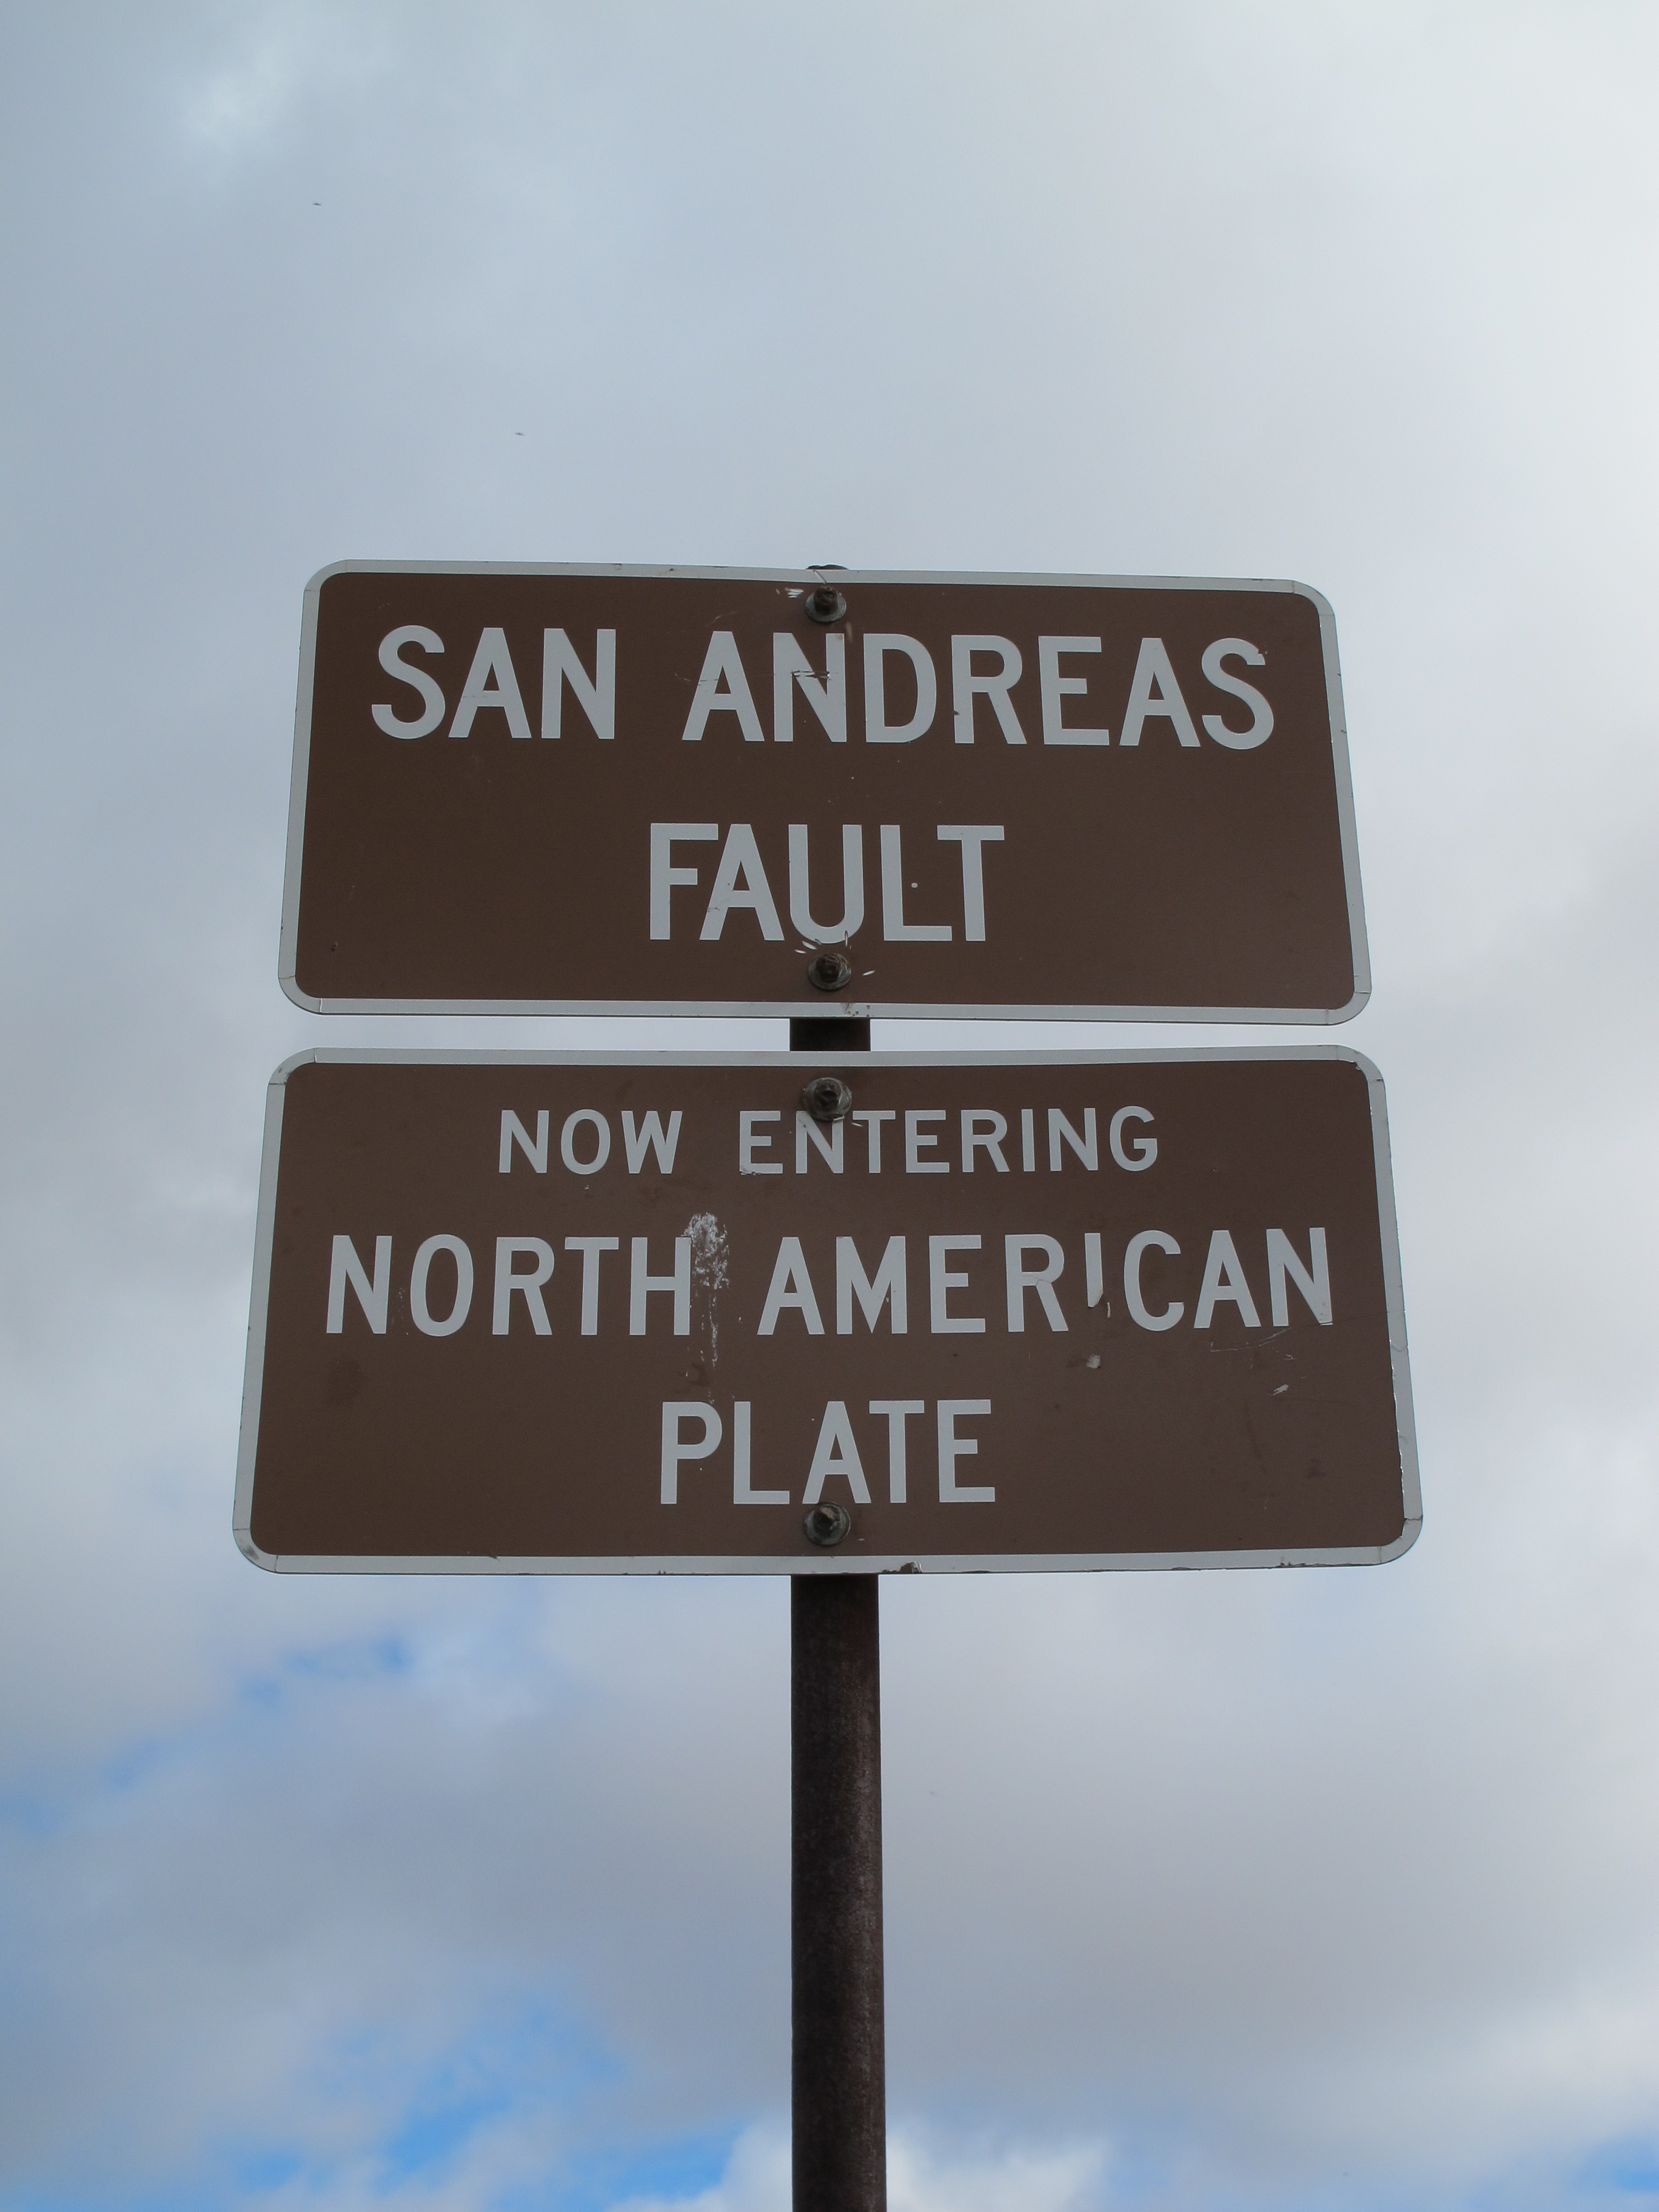 SAN ANDREAS
FAULT
NOW ENTERING
NORTH AMERICAN
PLATE